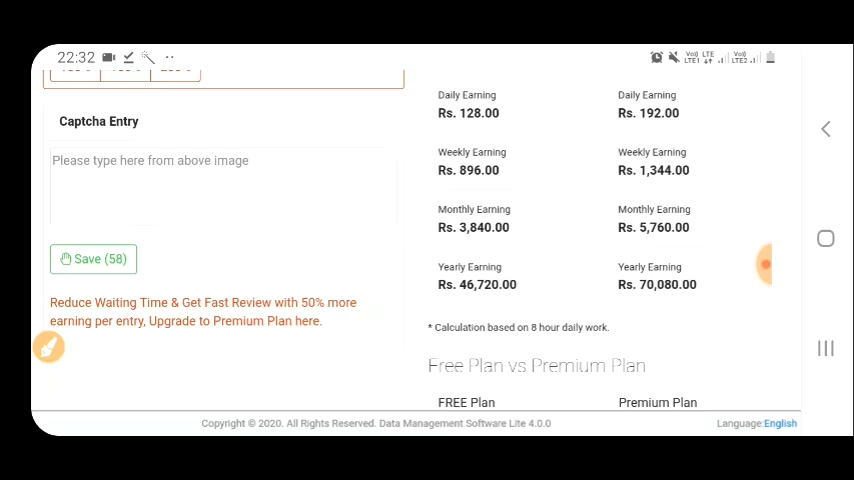 22:32
Vo)) LTE Vo))
LTE1 LTE2
Captcha Entry
Please type here from above image
Save (58)
Reduce Waiting Time & Get Fast Review with 50% more
earning per entry, Upgrade to Premium Plan here.
Daily Earning
Rs. 128.00
Weekly Earning
Rs. 896.00
Monthly Earning
Rs. 3,840.00
Yearly Earning
Rs. 46,720.00
Daily Earning
Rs. 192.00
Weekly Earning
Rs. 1,344.00
Monthly Earning
Rs. 5,760.00
Yearly Earning
Rs. 70,080.00
* Calculation based on 8 hour daily work.
Free Plan vs Premium Plan
FREE Plan
Premium Plan
Copyright © 2020. All Rights Reserved. Data Management Software Lite 4.0.0
Language:English